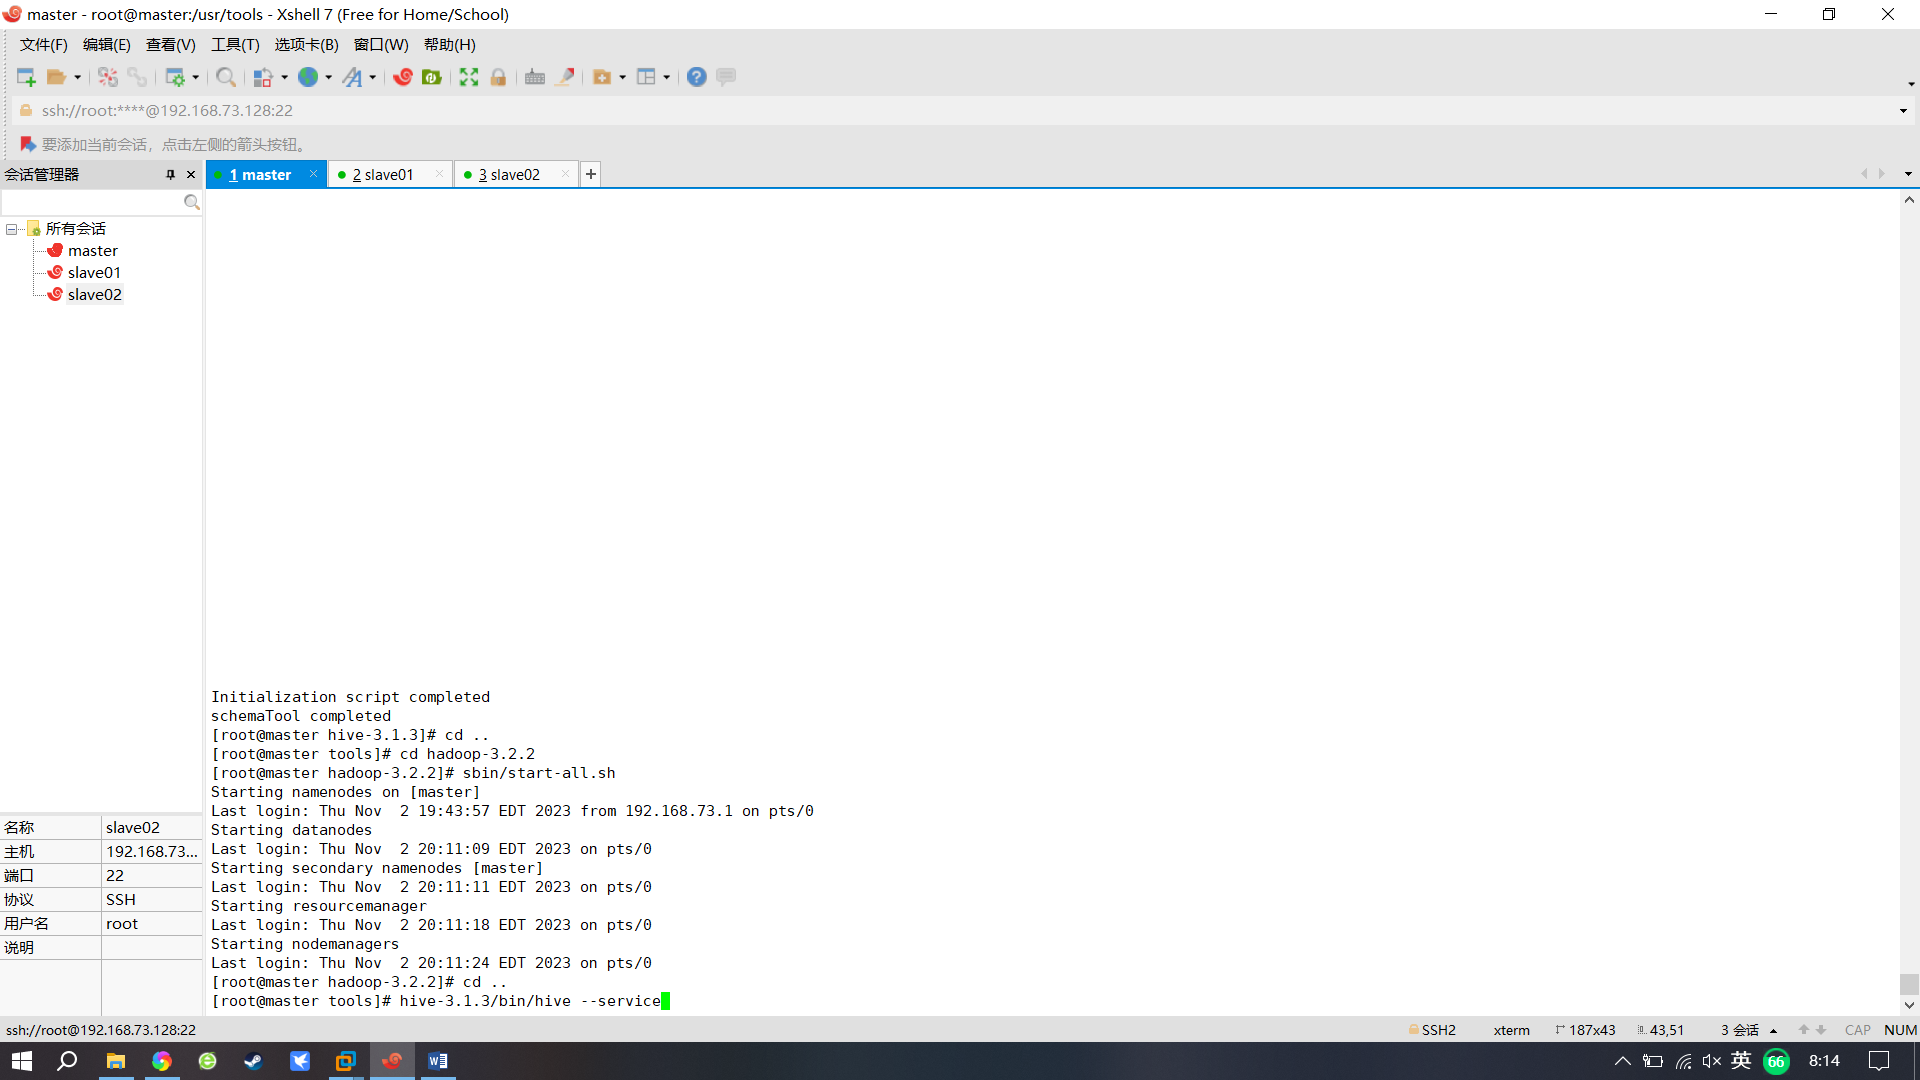 master - root@master:/usr/tools - Xshell 7 (Free for Home/School)
文件(F) 编辑(E) 查看(V) 工具(T) 选项卡(B) 窗口(W) 帮助(H)
ssh://root:****@192.168.73.128:22
要添加当前会话，点击左侧的箭头按钮。
会话管理器
1 master
2 slave01
3 slave02
所有会话
master
slave01
slave02
Initialization script completed
schemaTool completed
[root@master hive-3.1.3]# cd ..
[root@master tools]# cd hadoop-3.2.2
[root@master hadoop-3.2.2]# sbin/start-all.sh
Starting namenodes on [master]
Last login: Thu Nov  2 19:43:57 EDT 2023 from 192.168.73.1 on pts/0
Starting datanodes
Last login: Thu Nov  2 20:11:09 EDT 2023 on pts/0
Starting secondary namenodes [master]
Last login: Thu Nov  2 20:11:11 EDT 2023 on pts/0
Starting resourcemanager
Last login: Thu Nov  2 20:11:18 EDT 2023 on pts/0
Starting nodemanagers
Last login: Thu Nov  2 20:11:24 EDT 2023 on pts/0
[root@master hadoop-3.2.2]# cd ..
[root@master tools]# hive-3.1.3/bin/hive --service
名称 slave02
主机 192.168.73...
端口 22
协议 SSH
用户名 root
说明
ssh://root@192.168.73.128:22
SSH2 xterm 187x43 43,51 3 会话 CAP NUM
英 66 8:14